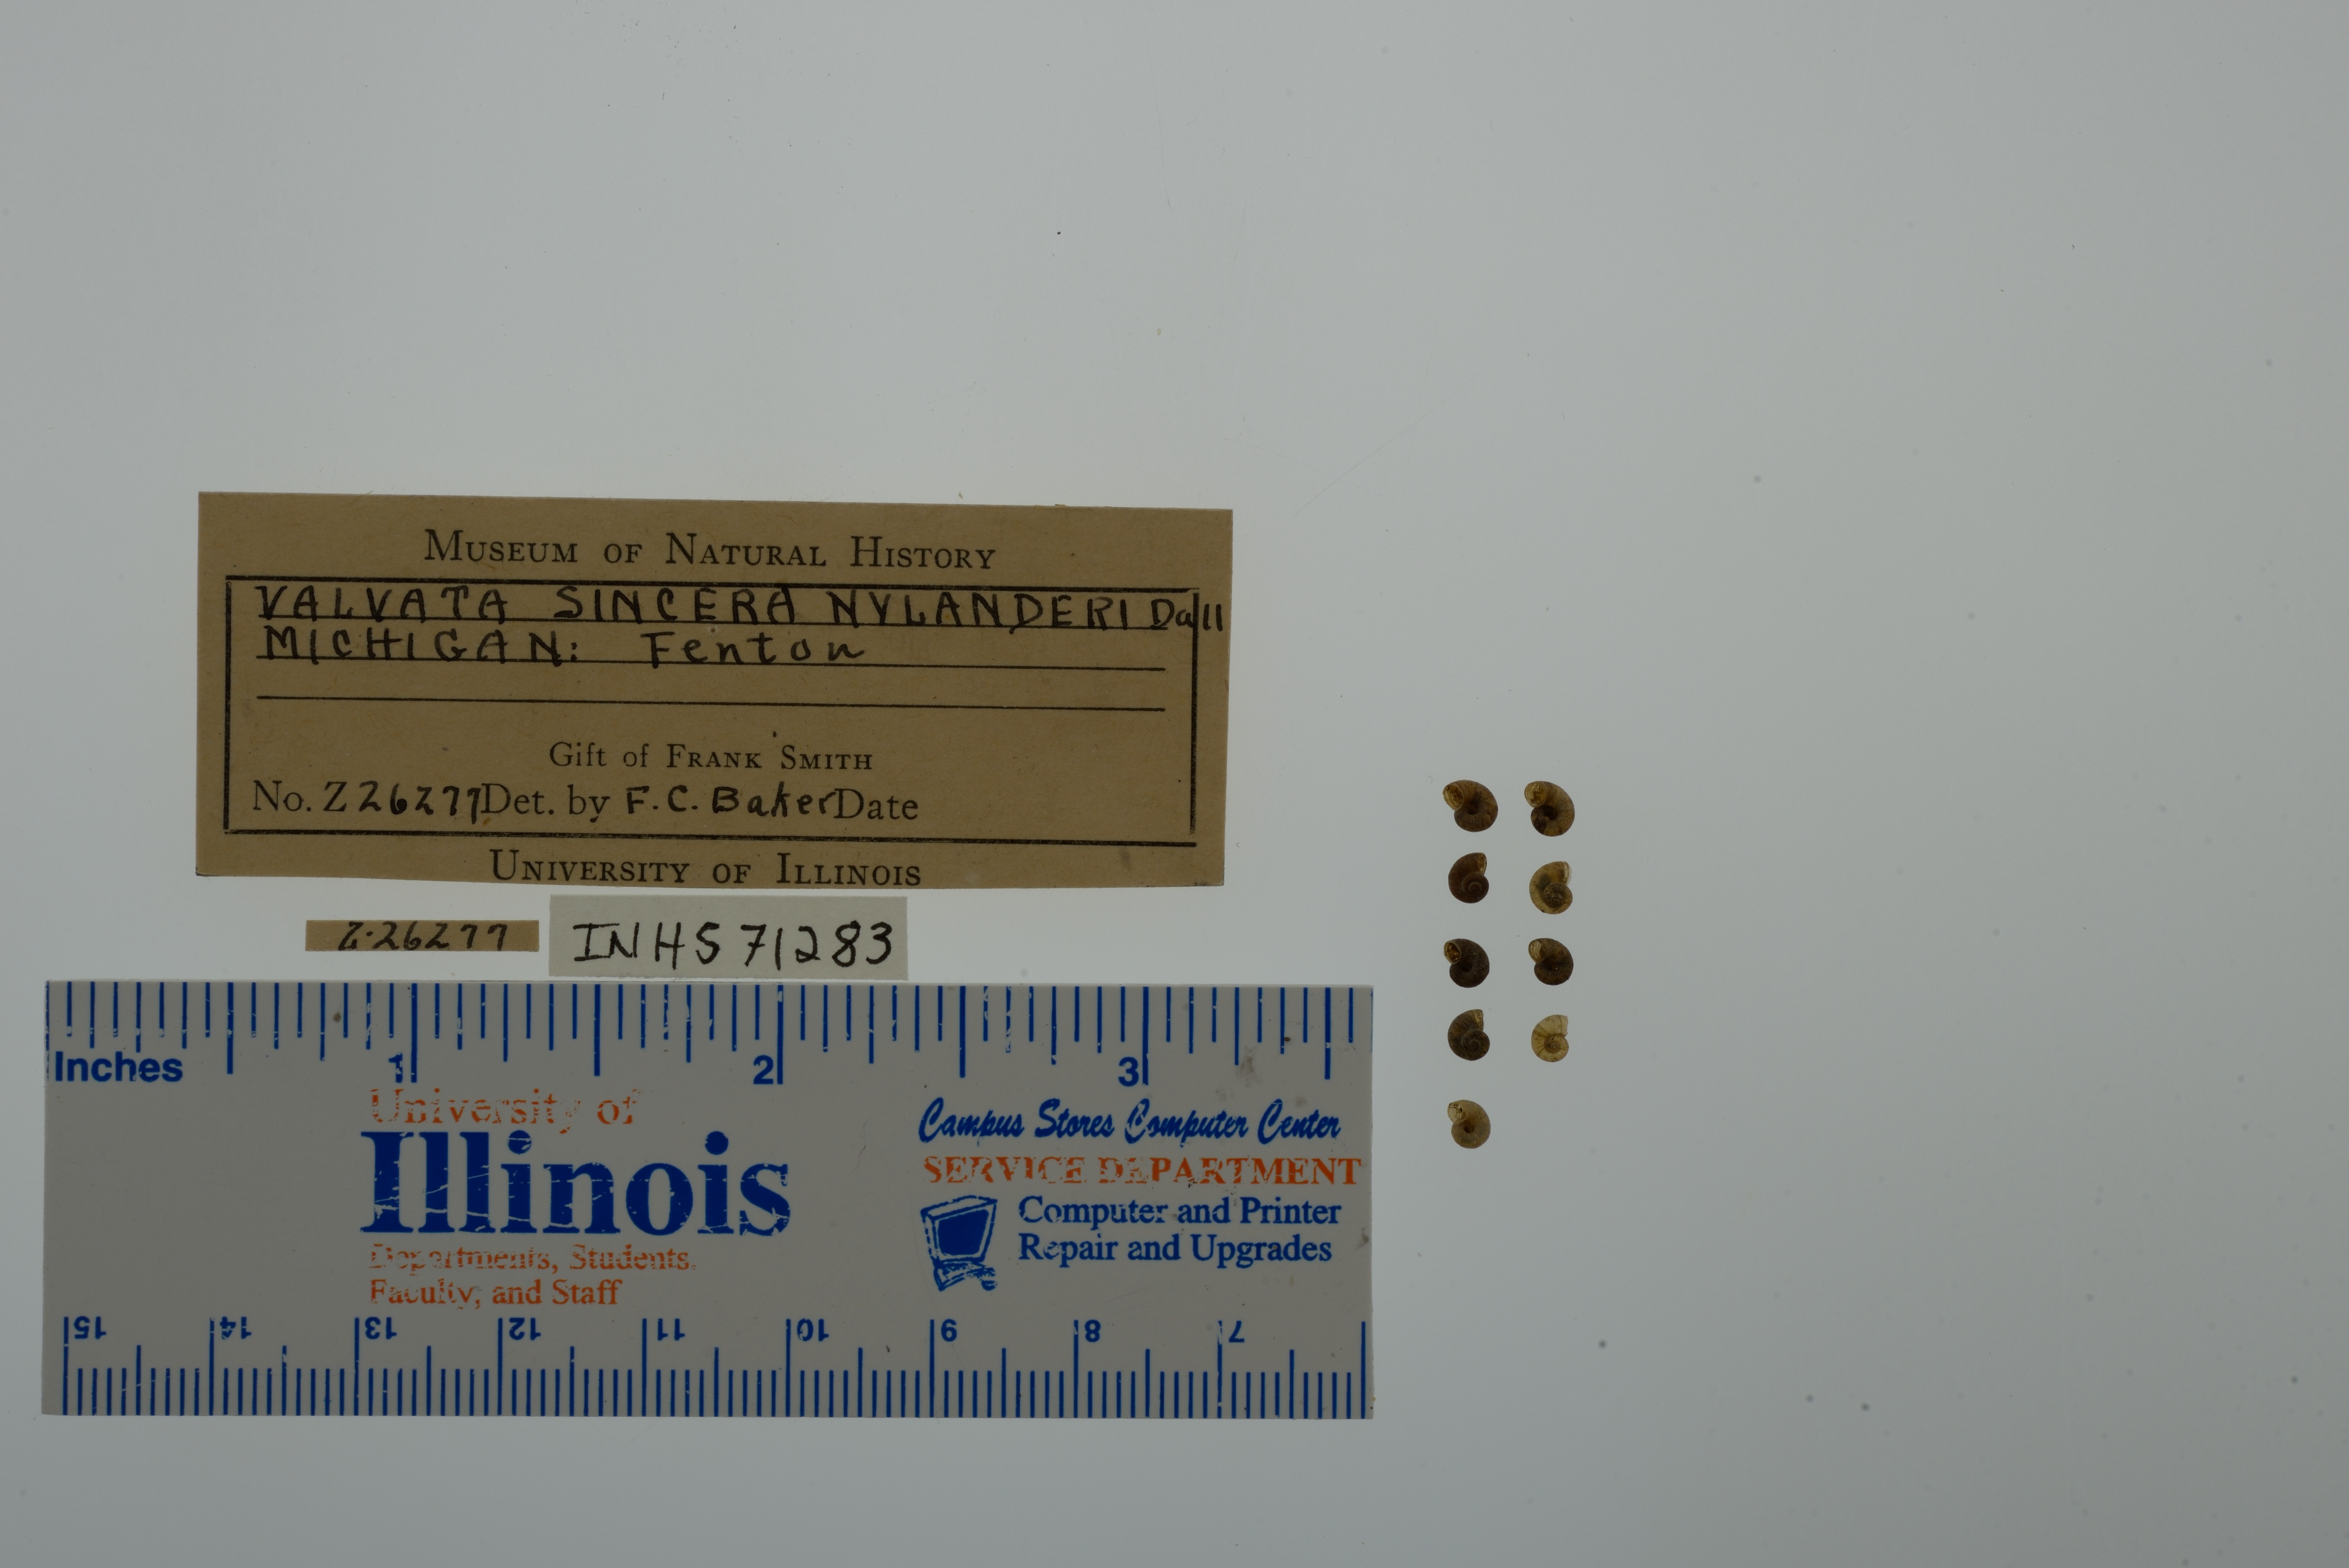 MUSEUM OF NATURAL HISTORY
VALVATA SINCERA NYLANDERI Dall
MICHIGAN: Fenton
Gift of FRANK SMITH
No. Z26277 Det. by F.C. Baker Date
UNIVERSITY OF ILLINOIS
Z-26277
INHS 71283
Inches 1 2 3
University of
Illinois
Departments, Students,
Faculty, and Staff
Campus Stores Computer Center
SERVICE DEPARTMENT
Computer and Printer
Repair and Upgrades
15 14 13 12 11 10 9 8 7